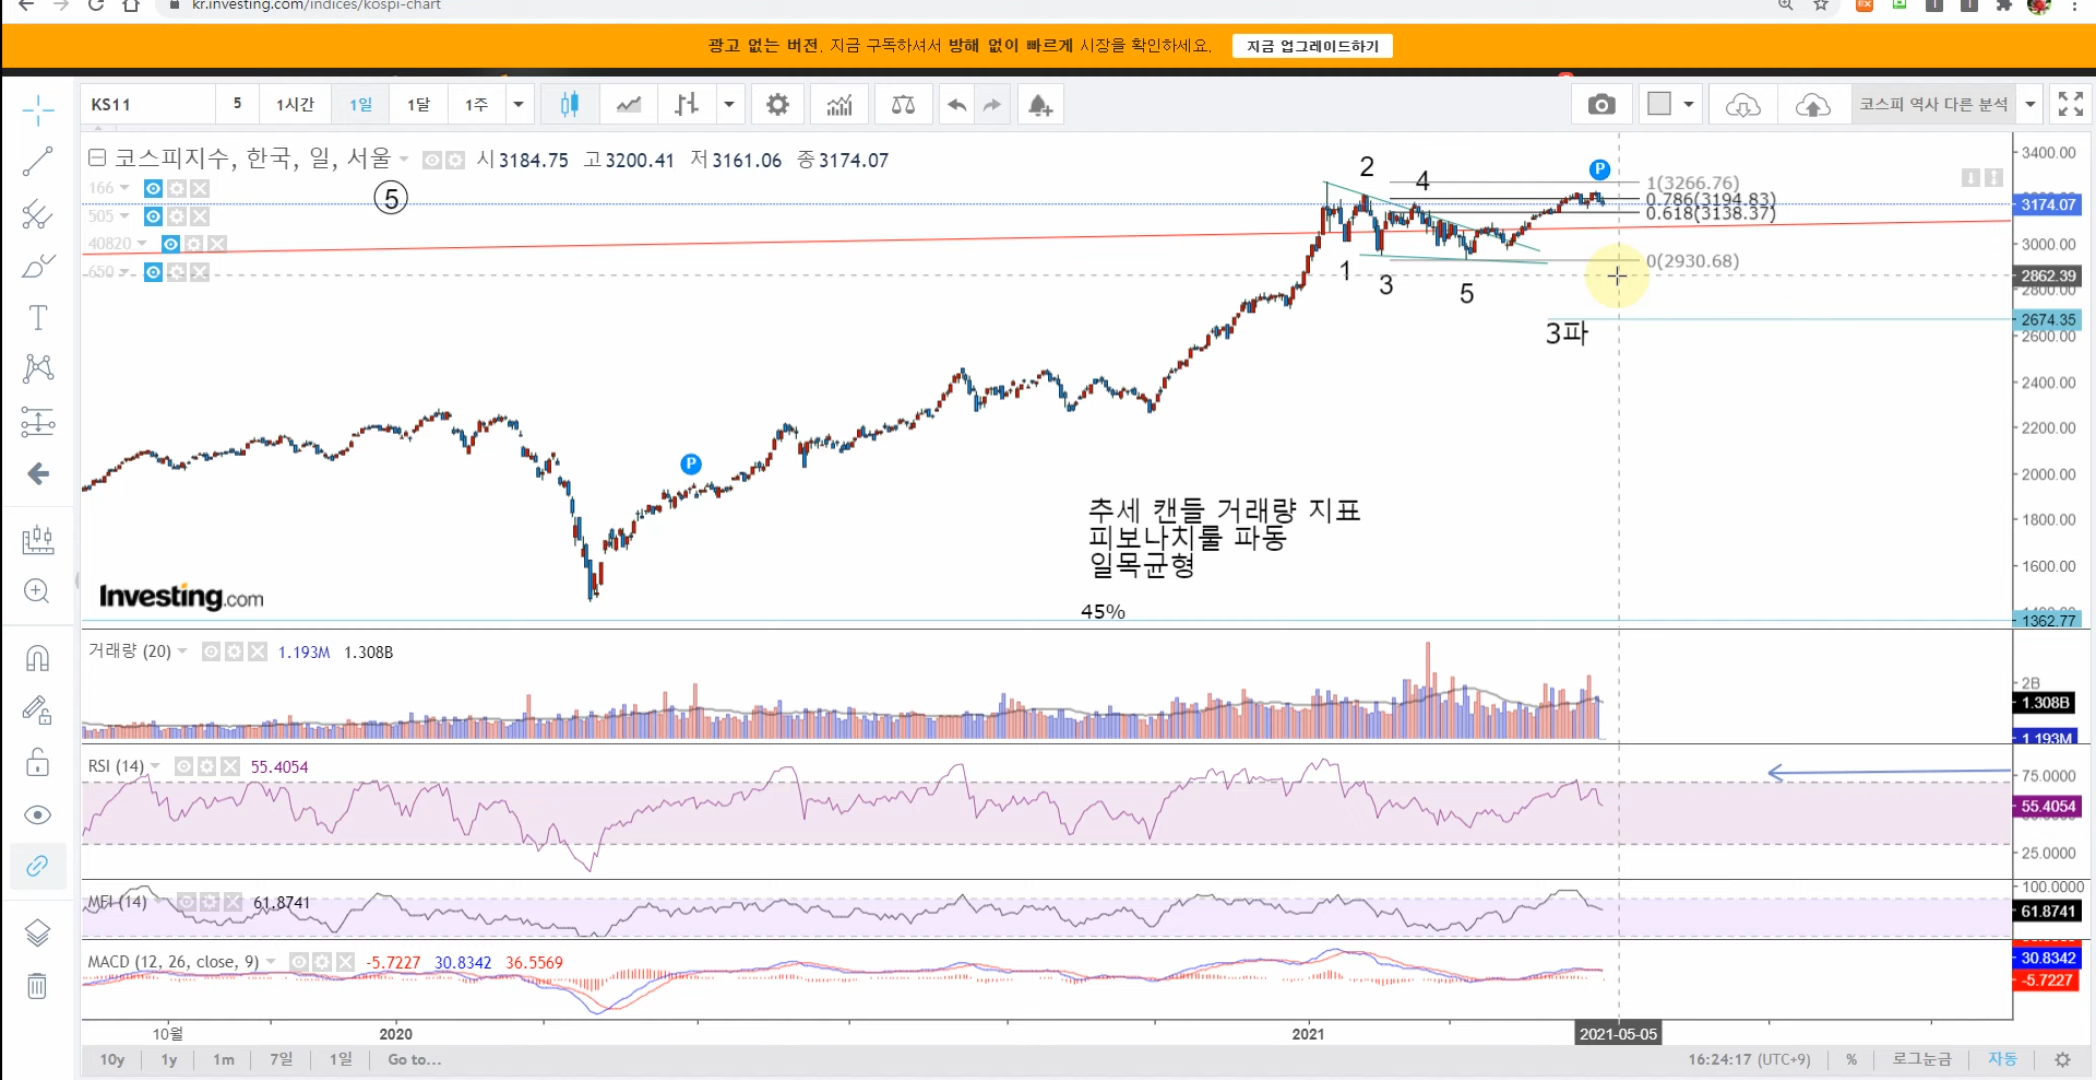 kr.investing.com/indices/kospi-chart
광고 없는 버전. 지금 구독하셔서 방해 없이 빠르게 시장을 확인하세요. 지금 업그레이드하기
KS11 5 1시간 1일 1달 1주 코스피 역사 다른 분석
코스피지수, 한국, 일, 서울 시3184.75 고3200.41 저3161.06 종3174.07
166
505
40820
650
⑤
2
4
1
3
5
P
1(3266.76)
0.786(3194.83)
0.618(3138.37)
0(2930.68)
3파
P
추세 캔들 거래량 지표
피보나치룰 파동
일목균형
45%
Investing.com
3400.00
3174.07
3000.00
2862.39
2800.00
2674.35
2600.00
2400.00
2200.00
2000.00
1800.00
1600.00
1362.77
거래량 (20) 1.193M 1.308B
2B
1.308B
1.193M
RSI (14) 55.4054
75.0000
55.4054
25.0000
MFI (14) 61.8741
100.0000
61.8741
MACD (12, 26, close, 9) -5.7227 30.8342 36.5569
30.8342
-5.7227
10월 2020 2021 2021-05-05
10y 1y 1m 7일 1일 Go to... 16:24:17 (UTC+9) % 로그눈금 자동